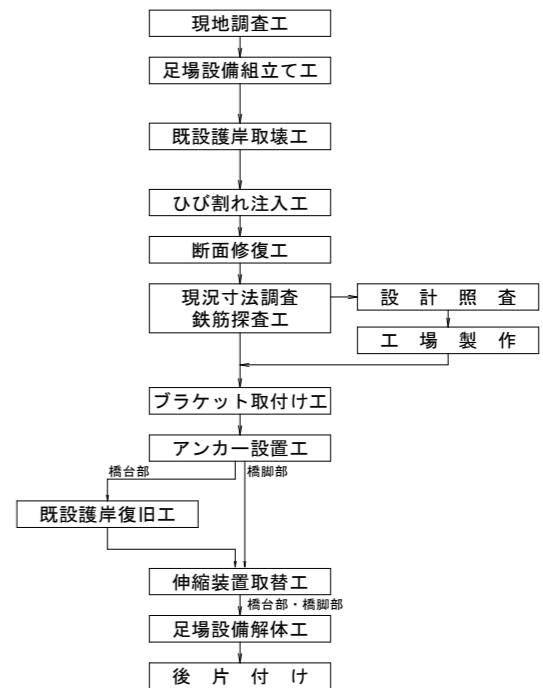 現地調査工
足場設備組立て工
既設護岸取壊工
ひび割れ注入工
断面修復工
現況寸法調査
鉄筋探査工
設計照査
工場製作
ブラケット取付け工
アンカー設置工
橋台部
橋脚部
既設護岸復旧工
伸縮装置取替工
橋台部・橋脚部
足場設備解体工
後片付け